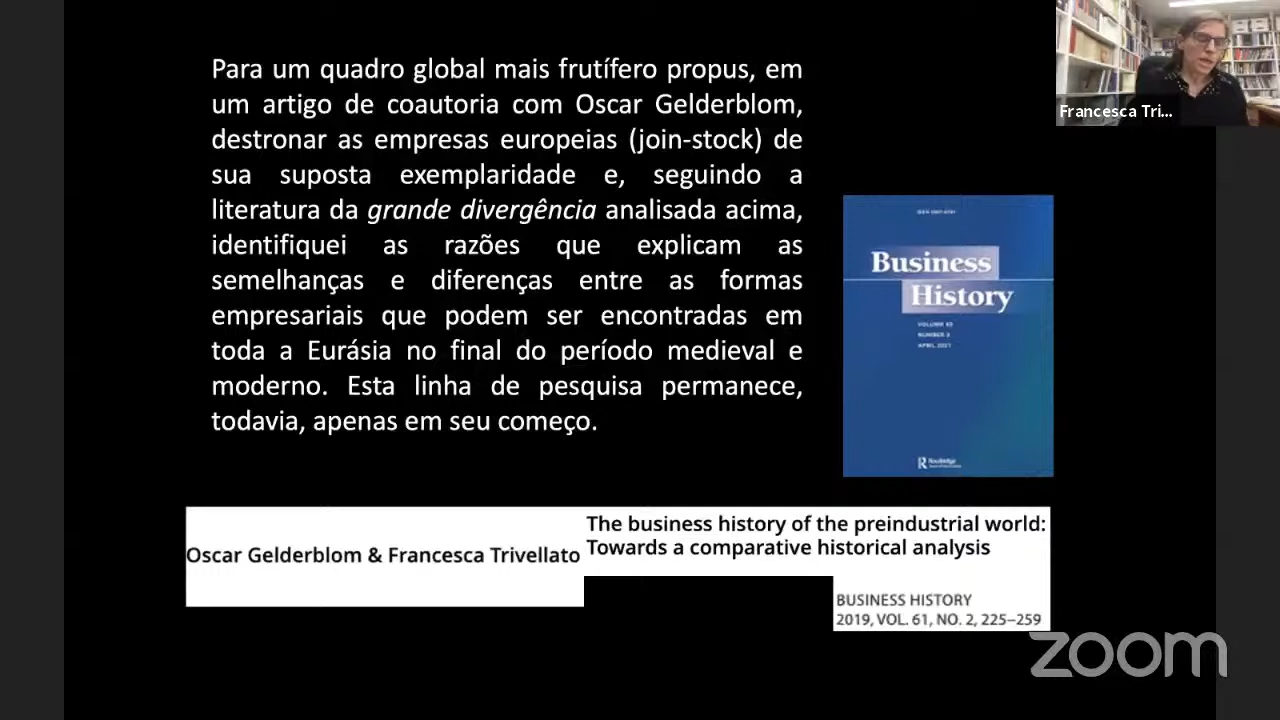 Para um quadro global mais frutífero propus, em
um artigo de coautoria com Oscar Gelderblom,
destronar as empresas europeias (join-stock) de
sua suposta exemplaridade e, seguindo a
literatura da grande divergência analisada acima,
identifiquei as razões que explicam as
semelhanças e diferenças entre as formas
empresariais que podem ser encontradas em
toda a Eurásia no final do período medieval e
moderno. Esta linha de pesquisa permanece,
todavia, apenas em seu começo.
Francesca Tri...
Business
History
APRIL 2021
Routledge
Oscar Gelderblom & Francesca Trivellato
The business history of the preindustrial world:
Towards a comparative historical analysis
BUSINESS HISTORY
2019, VOL. 61, NO. 2, 225–259
zoom